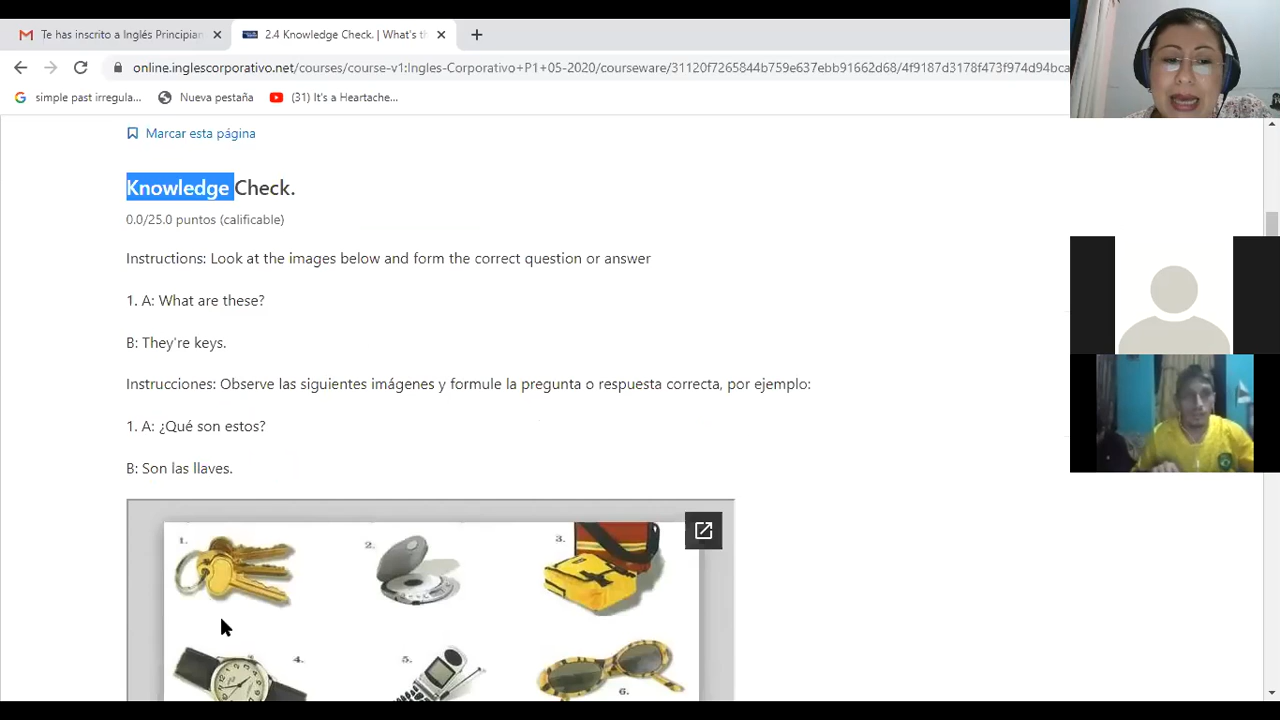 Te has inscrito a Inglés Principian
2.4 Knowledge Check. | What's th
online.inglescorporativo.net/courses/course-v1:Ingles-Corporativo+P1+05-2020/courseware/31120f7265844b759e637ebb91662d68/4f9187d3178f473f974d94bca
simple past irregula...
Nueva pestaña
(31) It's a Heartache...
Marcar esta página
Knowledge Check.
0.0/25.0 puntos (calificable)
Instructions: Look at the images below and form the correct question or answer
1. A: What are these?
B: They're keys.
Instrucciones: Observe las siguientes imágenes y formule la pregunta o respuesta correcta, por ejemplo:
1. A: ¿Qué son estos?
B: Son las llaves.
1.
2.
3.
4.
5.
6.